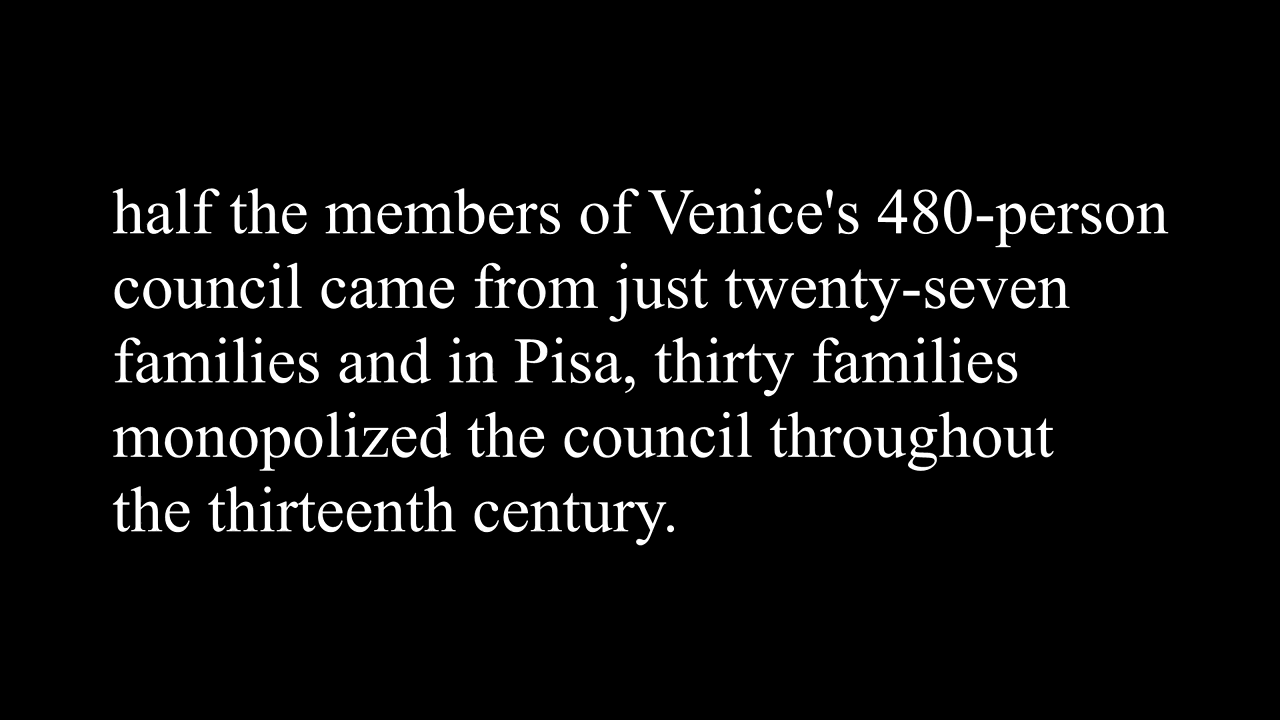 half the members of Venice's 480-person
council came from just twenty-seven
families and in Pisa, thirty families
monopolized the council throughout
the thirteenth century.